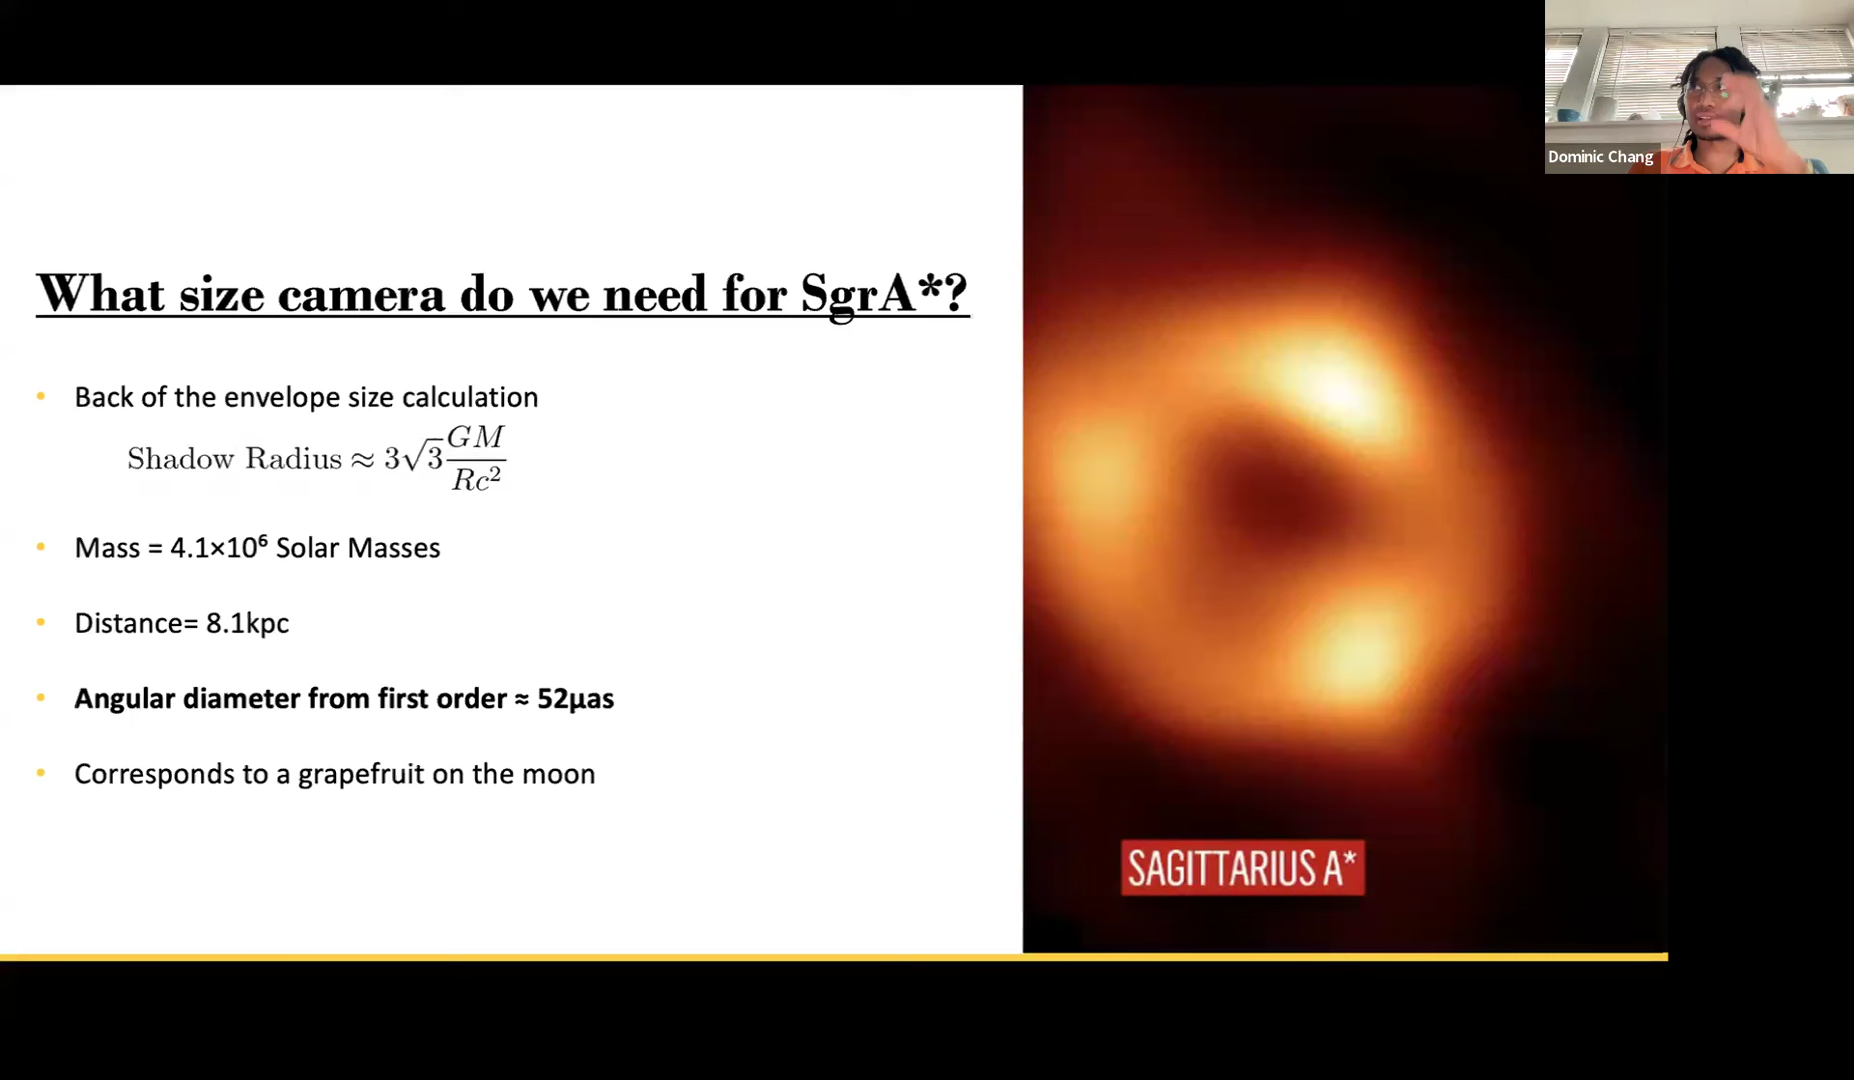 Dominic Chang
What size camera do we need for SgrA*?
• Back of the envelope size calculation
Shadow Radius ≈ 3√3 GM/Rc²
• Mass = 4.1×10⁶ Solar Masses
• Distance= 8.1kpc
• Angular diameter from first order ≈ 52μas
• Corresponds to a grapefruit on the moon
SAGITTARIUS A*